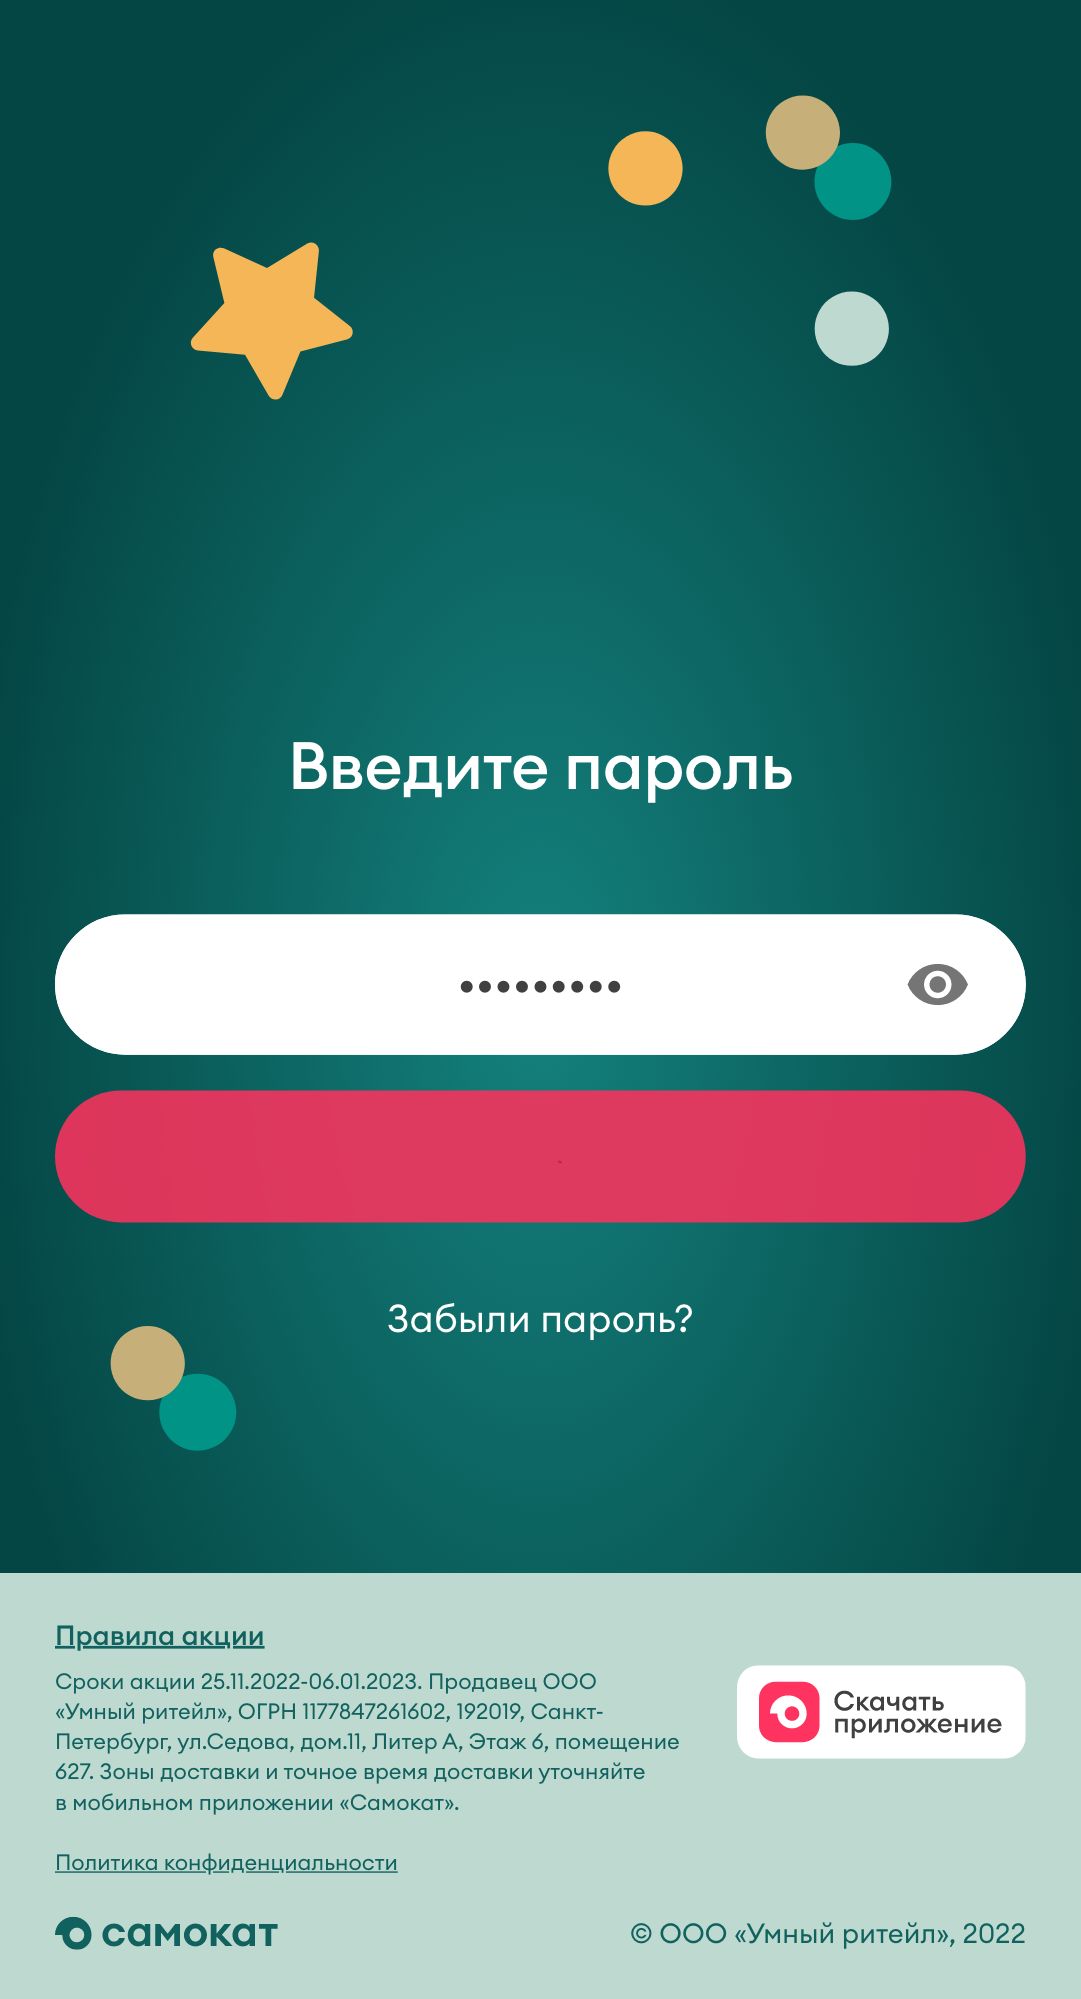 Введите пароль
•••••••••
Забыли пароль?
Правила акции
Сроки акции 25.11.2022-06.01.2023. Продавец ООО
«Умный ритейл», ОГРН 1177847261602, 192019, Санкт-
Петербург, ул.Седова, дом.11, Литер А, Этаж 6, помещение
627. Зоны доставки и точное время доставки уточняйте
в мобильном приложении «Самокат».
Скачать
приложение
Политика конфиденциальности
самокат
© ООО «Умный ритейл», 2022